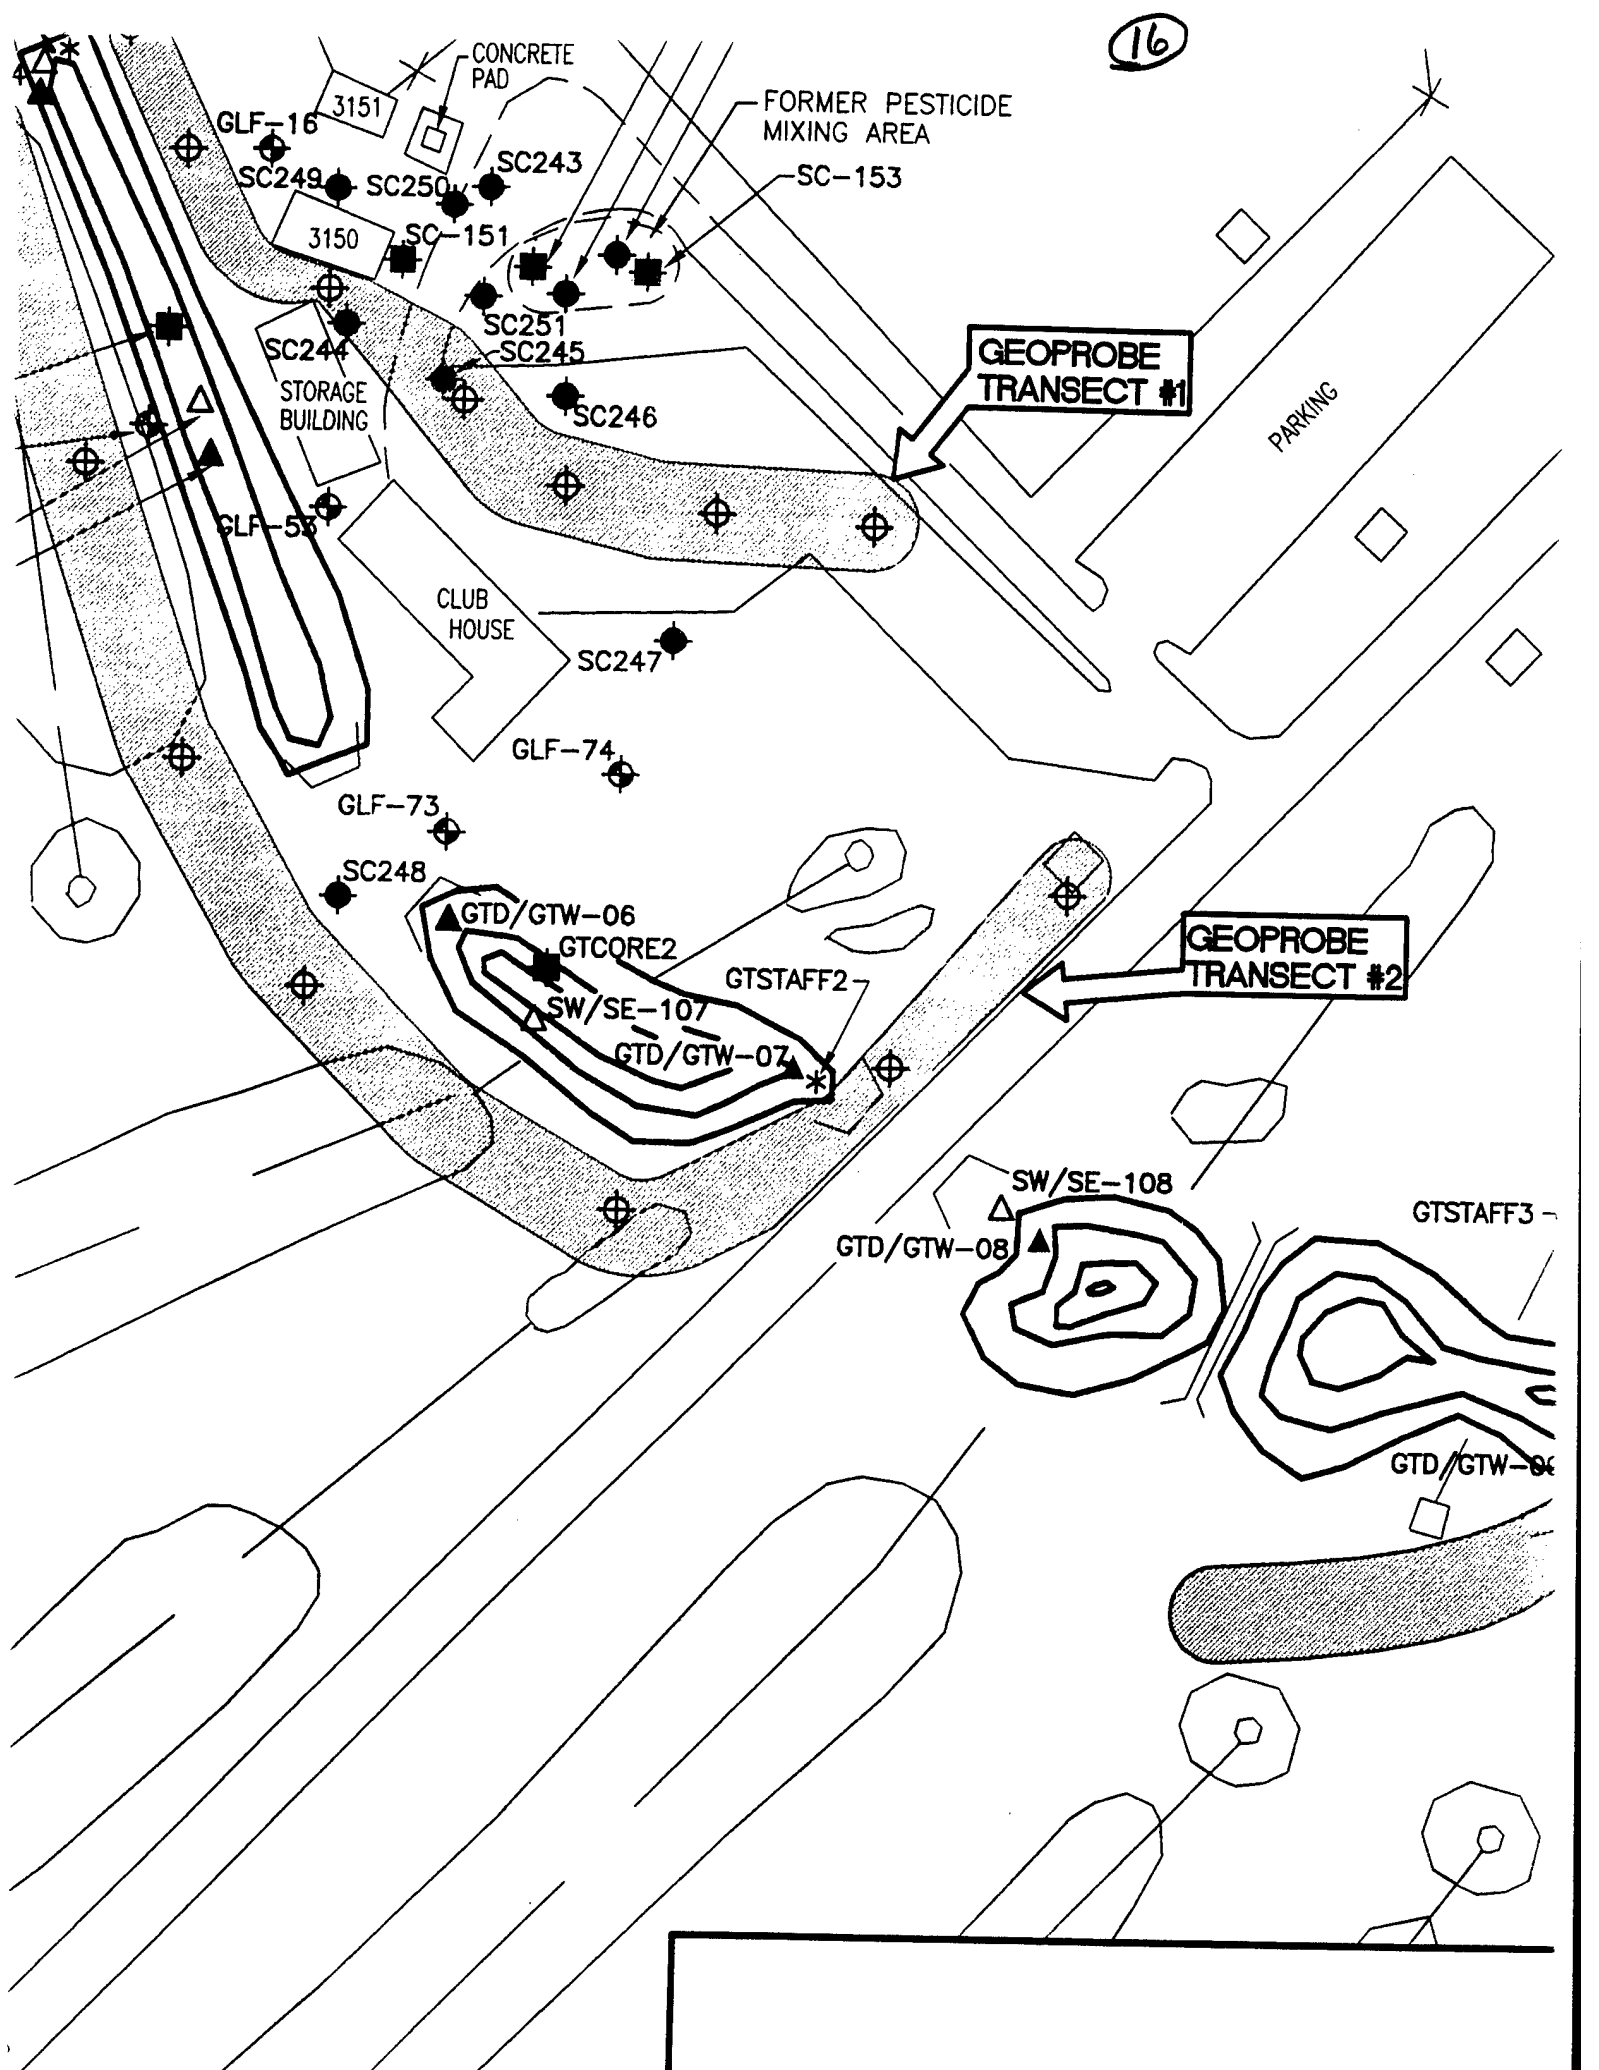 16
CONCRETE
PAD
3151
FORMER PESTICIDE
MIXING AREA
GLF-16
SC243
SC249
SC250
SC-153
3150
SC-151
SC251
SC244
SC245
GEOPROBE
TRANSECT #1
STORAGE
BUILDING
SC246
PARKING
GLF-53
CLUB
HOUSE
SC247
GLF-74
GLF-73
SC248
GTD/GTW-06
GTCORE2
GEOPROBE
TRANSECT #2
GTSTAFF2
SW/SE-107
GTD/GTW-07
SW/SE-108
GTSTAFF3
GTD/GTW-08
GTD/GTW-0